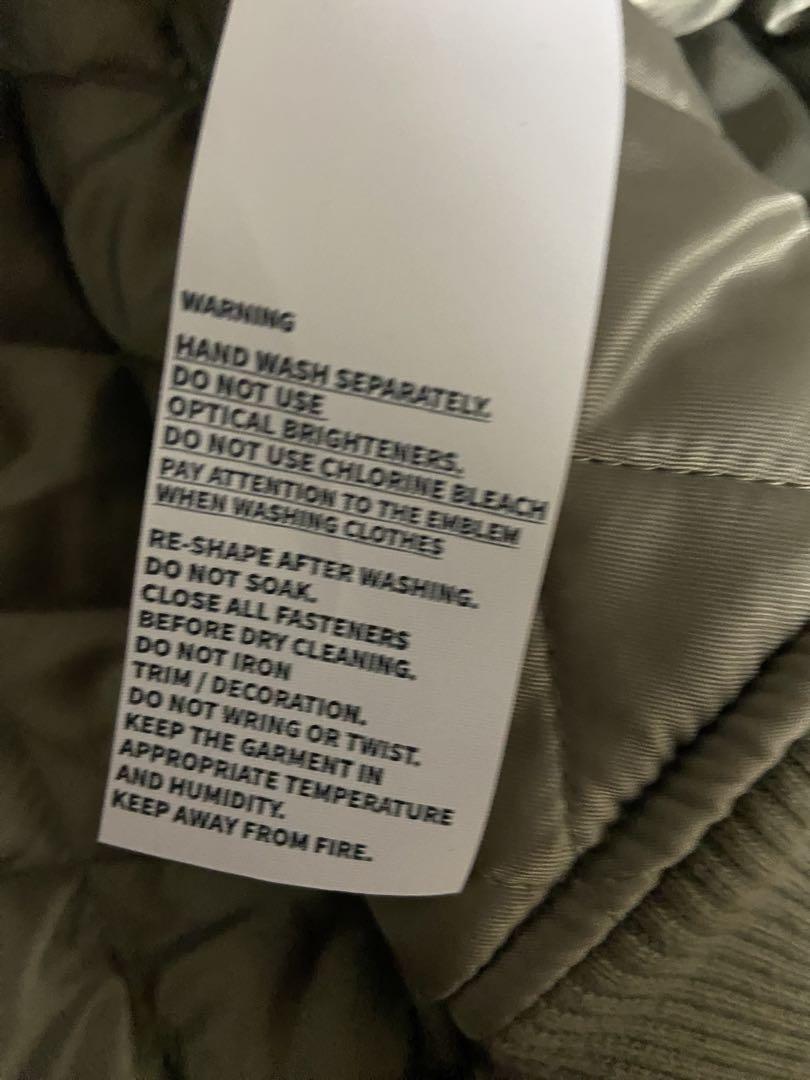 WARNING
HAND WASH SEPARATELY.
DO NOT USE
OPTICAL BRIGHTENERS.
DO NOT USE CHLORINE BLEACH
PAY ATTENTION TO THE EMBLEM
WHEN WASHING CLOTHES
RE-SHAPE AFTER WASHING.
DO NOT SOAK.
CLOSE ALL FASTENERS
BEFORE DRY CLEANING.
DO NOT IRON
TRIM / DECORATION.
DO NOT WRING OR TWIST.
KEEP THE GARMENT IN
APPROPRIATE TEMPERATURE
AND HUMIDITY.
KEEP AWAY FROM FIRE.